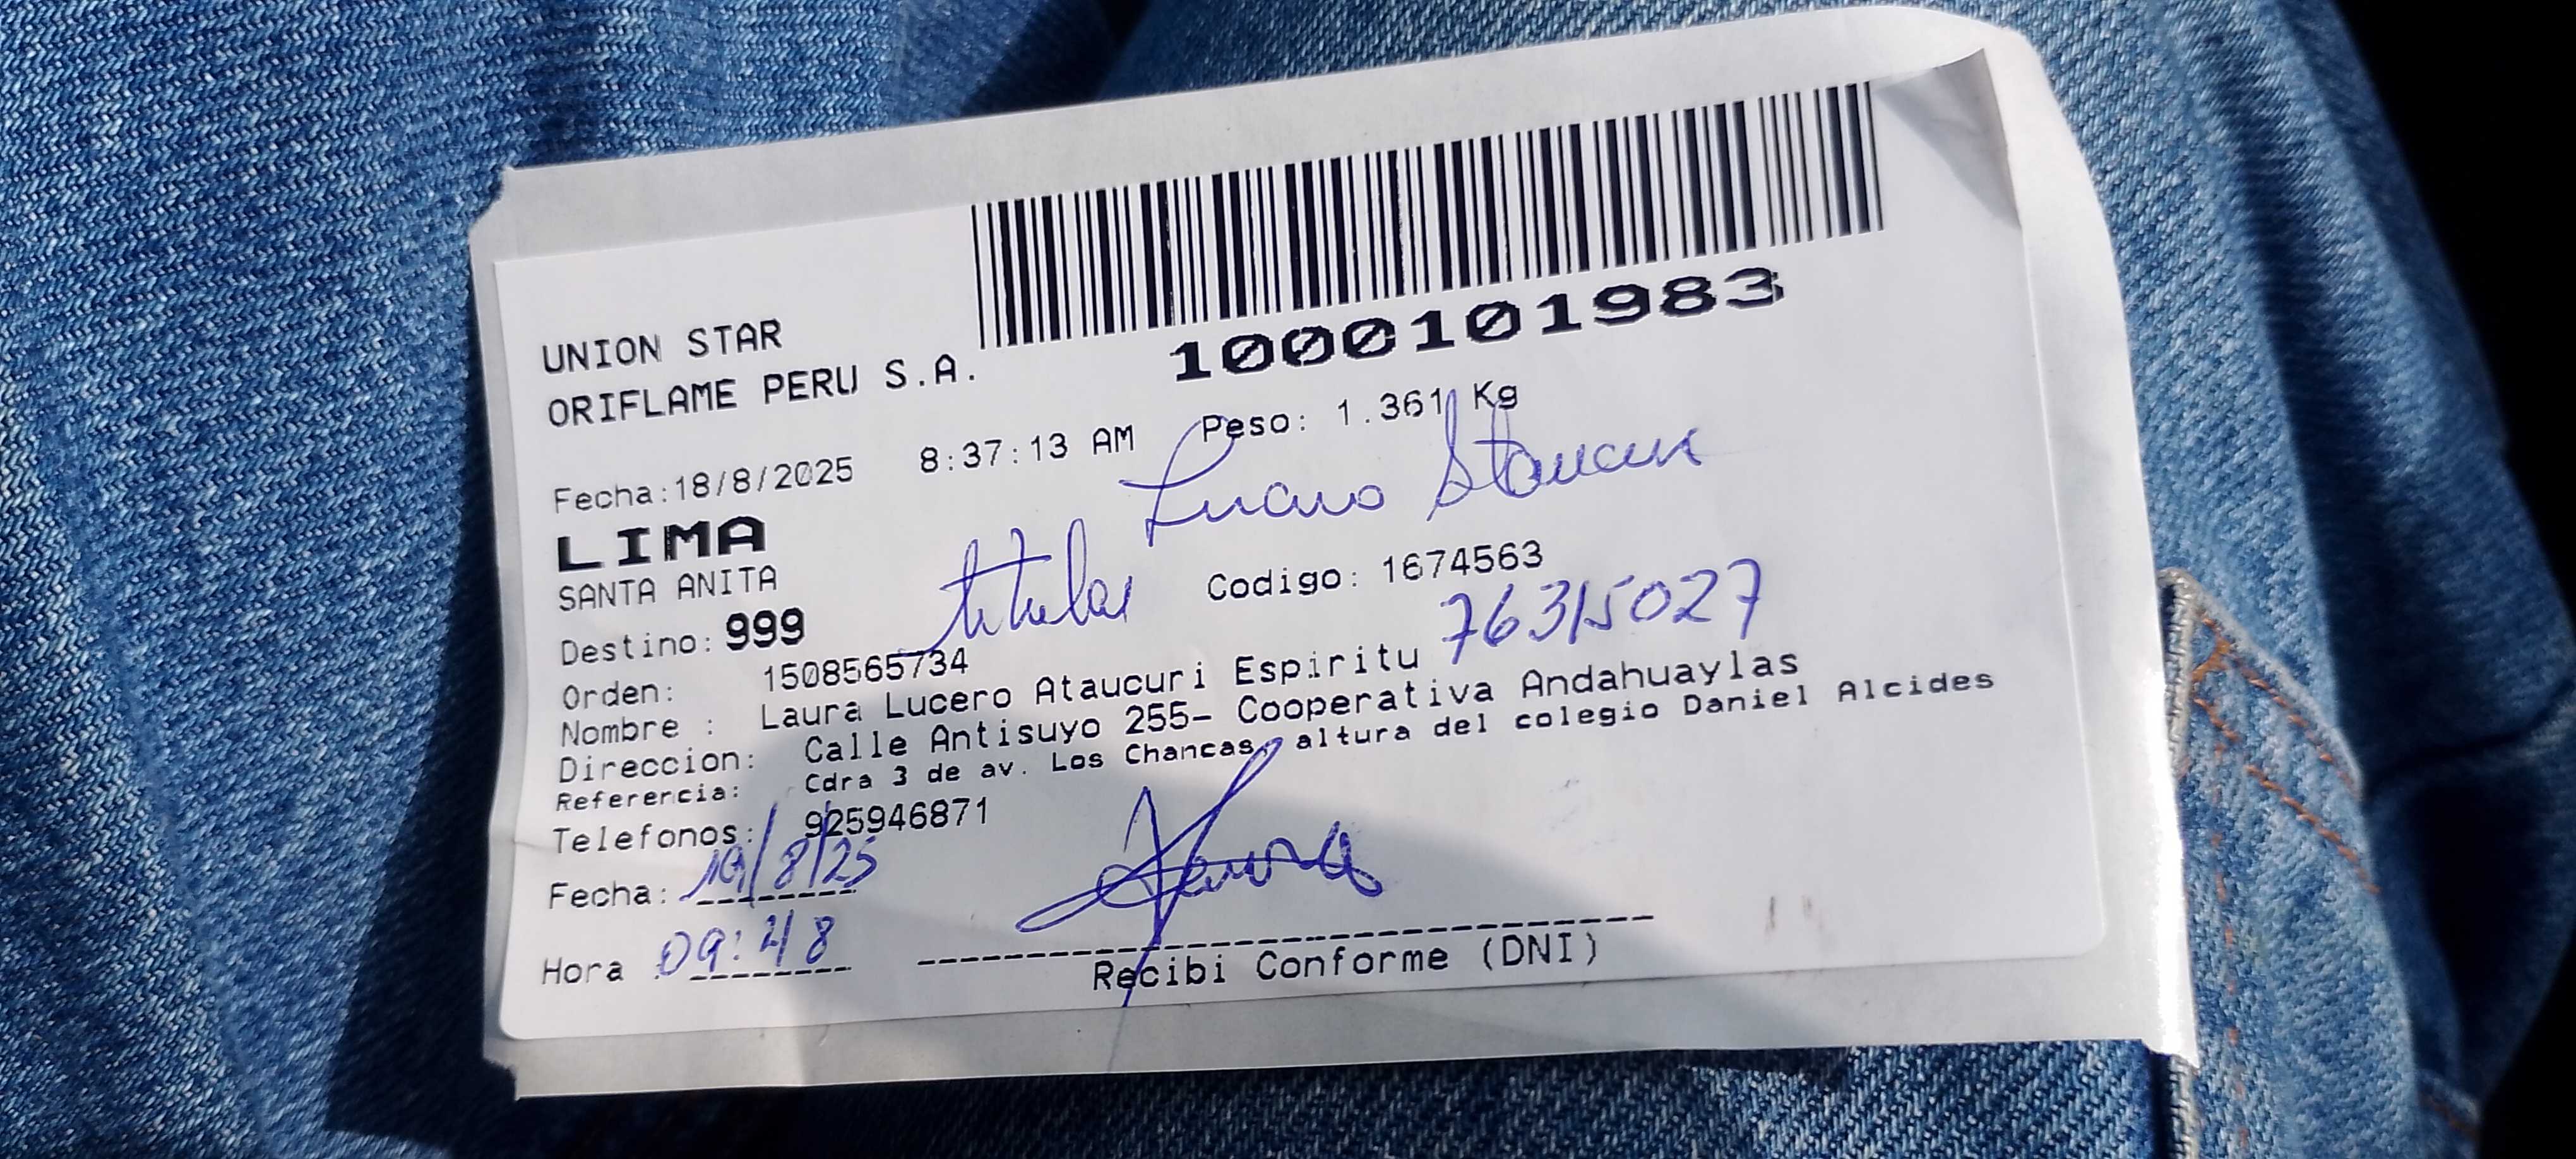 1000101983
UNION STAR
ORIFLAME PERU S.A.
Fecha:18/8/2025 8:37:13 AM Peso: 1.361 Kg
LIMA
SANTA ANITA
titular Codigo: 1674563
Destino: 999
76315027
Orden: 1508565734
Nombre : Laura Lucero Ataucuri Espiritu
Direccion: Calle Antisuyo 255- Cooperativa Andahuaylas
Referencia: Cdra 3 de av. Los Chancas, altura del colegio Daniel Alcides
Telefonos: 925946871
Fecha: 19/8/25
Hora : 09:48
Recibi Conforme (DNI)